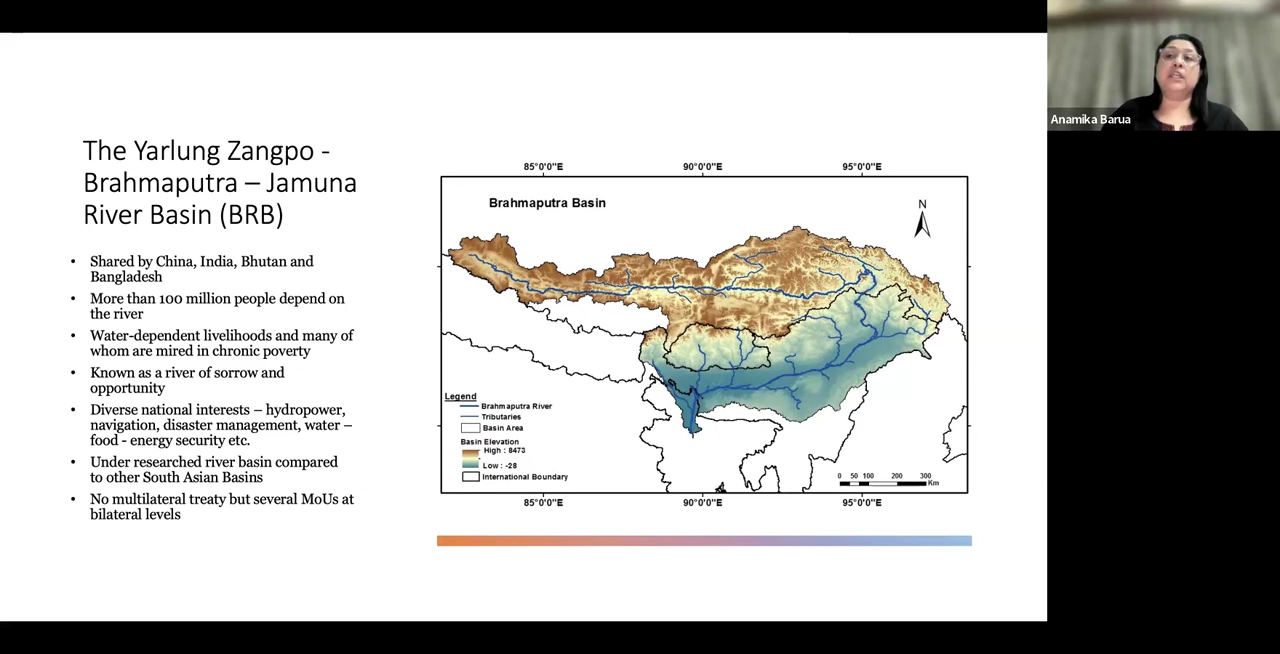 Anamika Barua
The Yarlung Zangpo -
Brahmaputra – Jamuna
River Basin (BRB)
• Shared by China, India, Bhutan and
Bangladesh
• More than 100 million people depend on
the river
• Water-dependent livelihoods and many of
whom are mired in chronic poverty
• Known as a river of sorrow and
opportunity
• Diverse national interests – hydropower,
navigation, disaster management, water –
food - energy security etc.
• Under researched river basin compared
to other South Asian Basins
• No multilateral treaty but several MoUs at
bilateral levels
85°0'0"E 90°0'0"E 95°0'0"E
Brahmaputra Basin
N
Legend
Brahmaputra River
Tributaries
Basin Area
Basin Elevation
High : 8473
Low : -28
International Boundary
0 50 100 200 300
Km
85°0'0"E 90°0'0"E 95°0'0"E